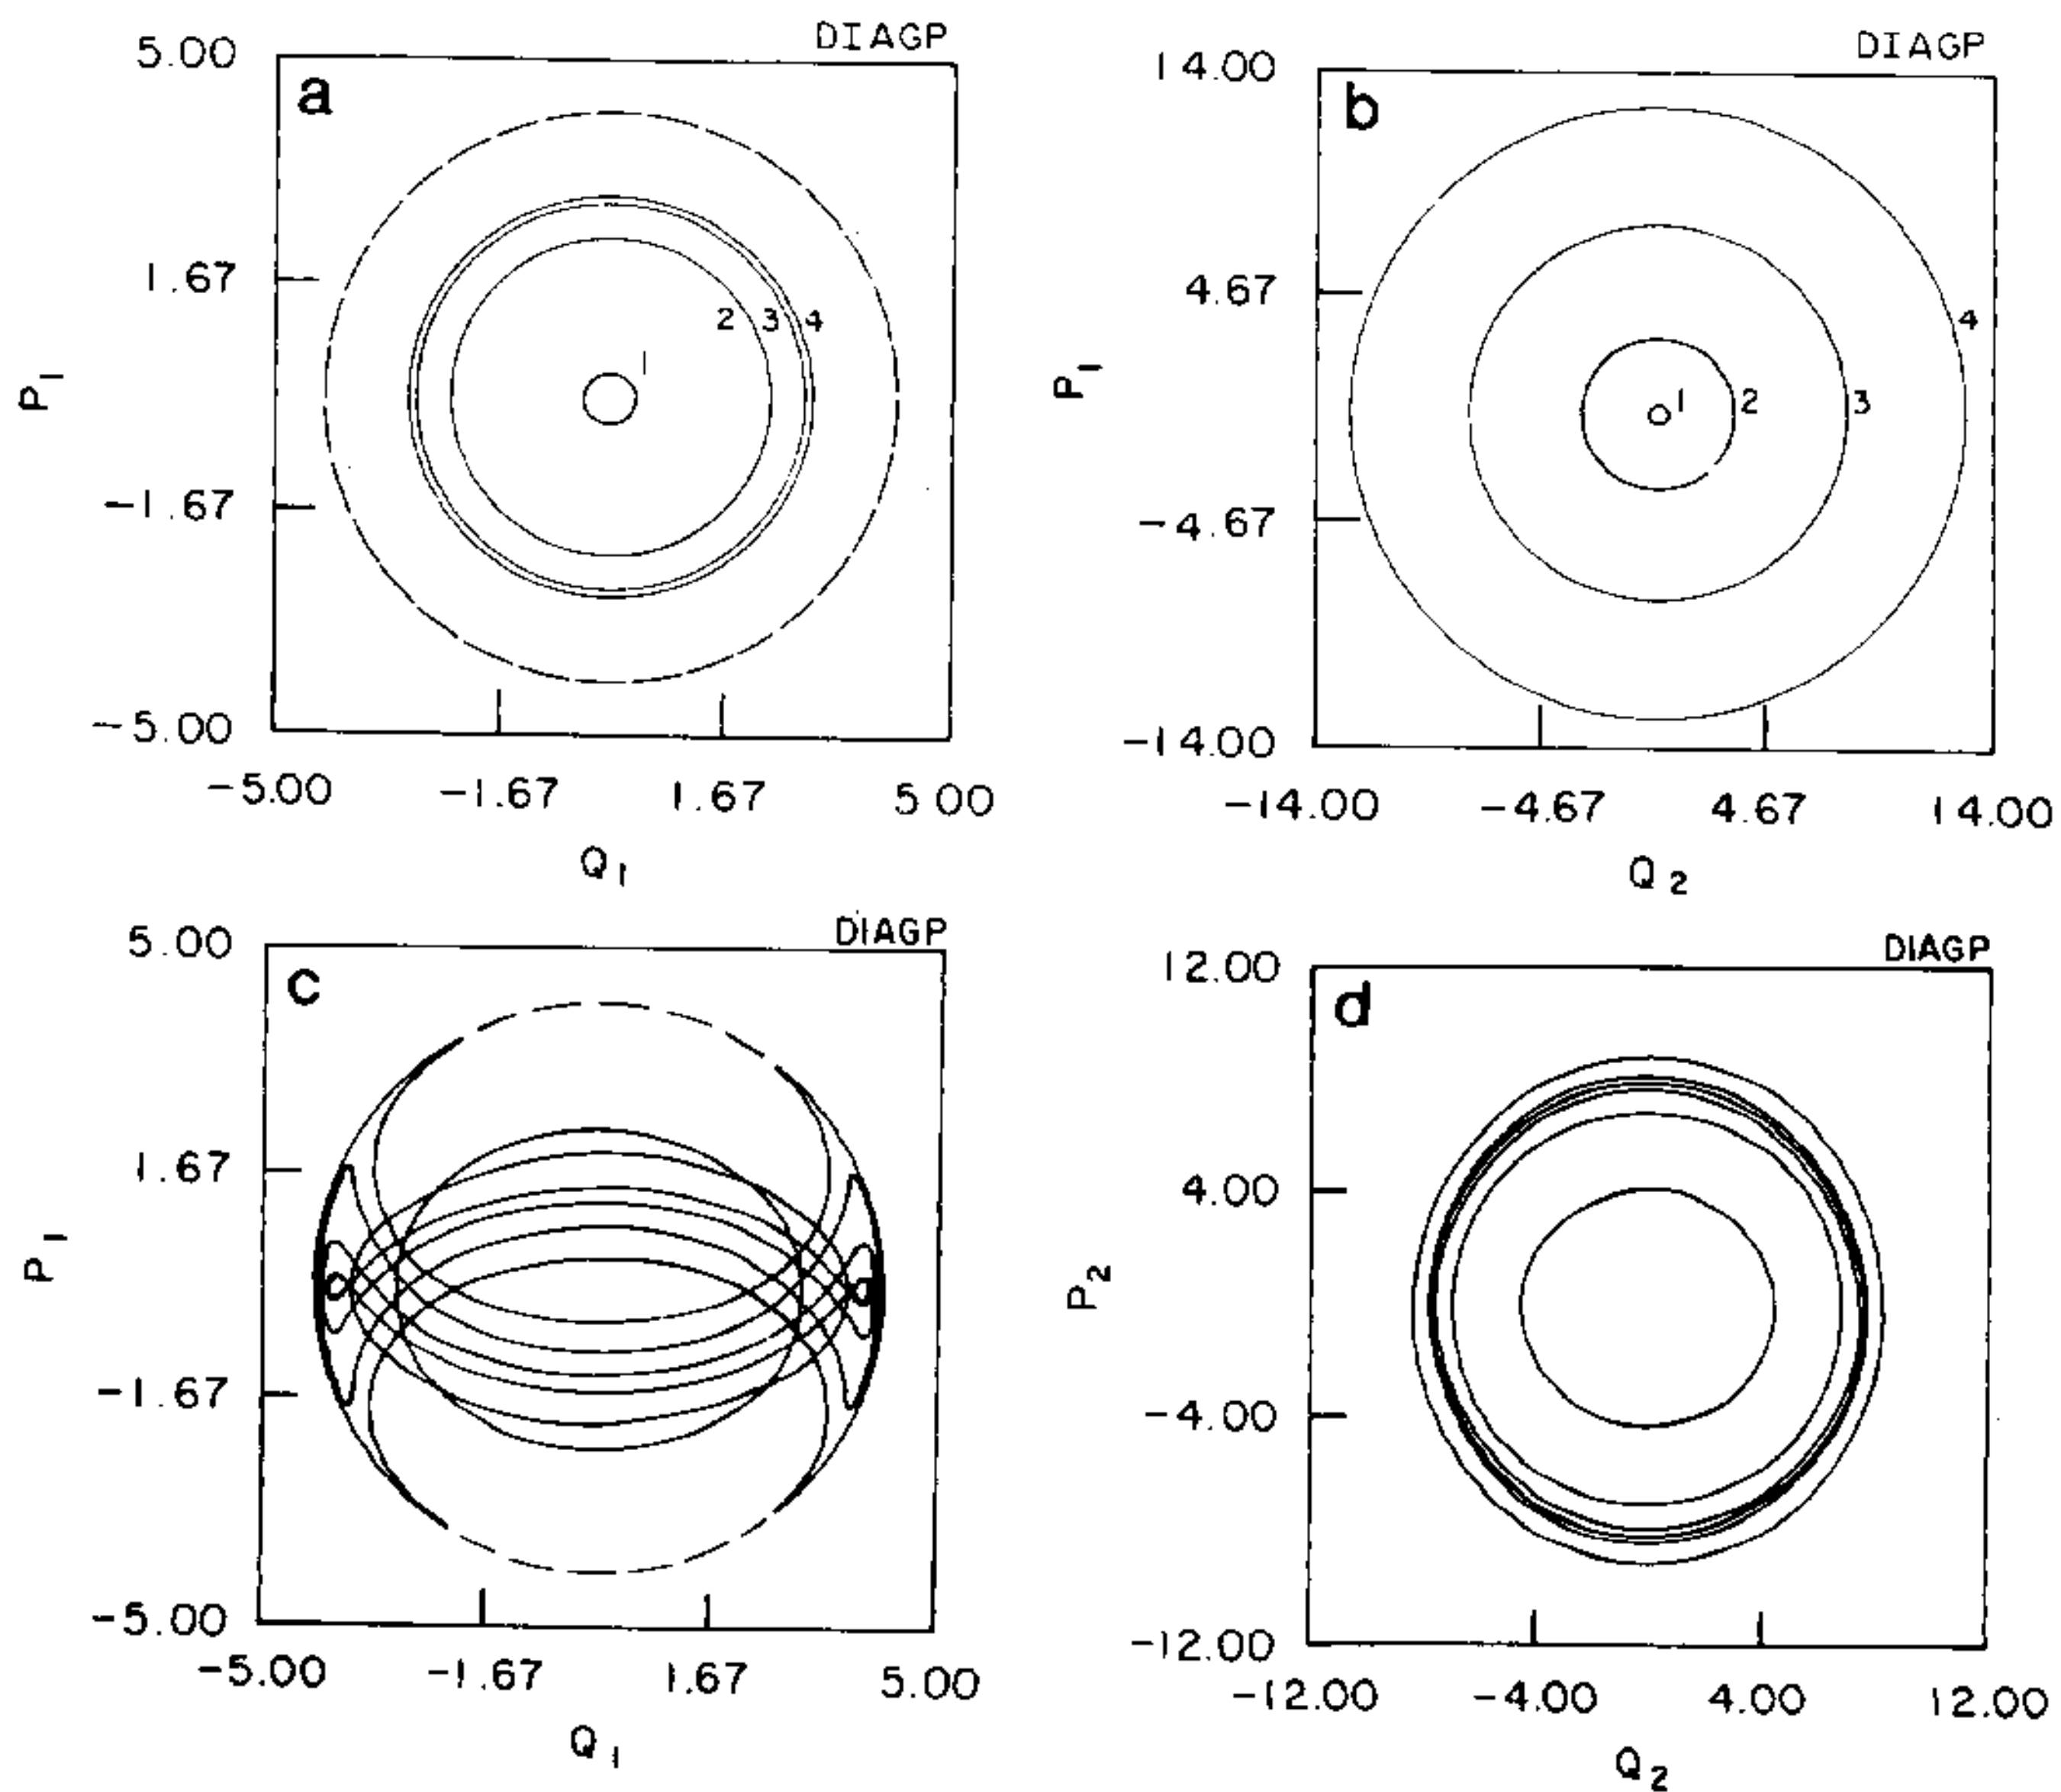 DIAGP
5.00
a
1.67
P₁
-1.67
-5.00
2 3 4
1
-5.00 -1.67 1.67 5 00
Q₁
DIAGP
14.00
b
4.67
P₁
-4.67
-14.00
4
1 2 3
-14.00 -4.67 4.67 14.00
Q₂
DIAGP
5.00
c
1.67
P₁
-1.67
-5.00
-5.00 -1.67 1.67 5.00
Q₁
DIAGP
12.00
d
4.00
P₂
-4.00
-12.00
-12.00 -4.00 4.00 12.00
Q₂